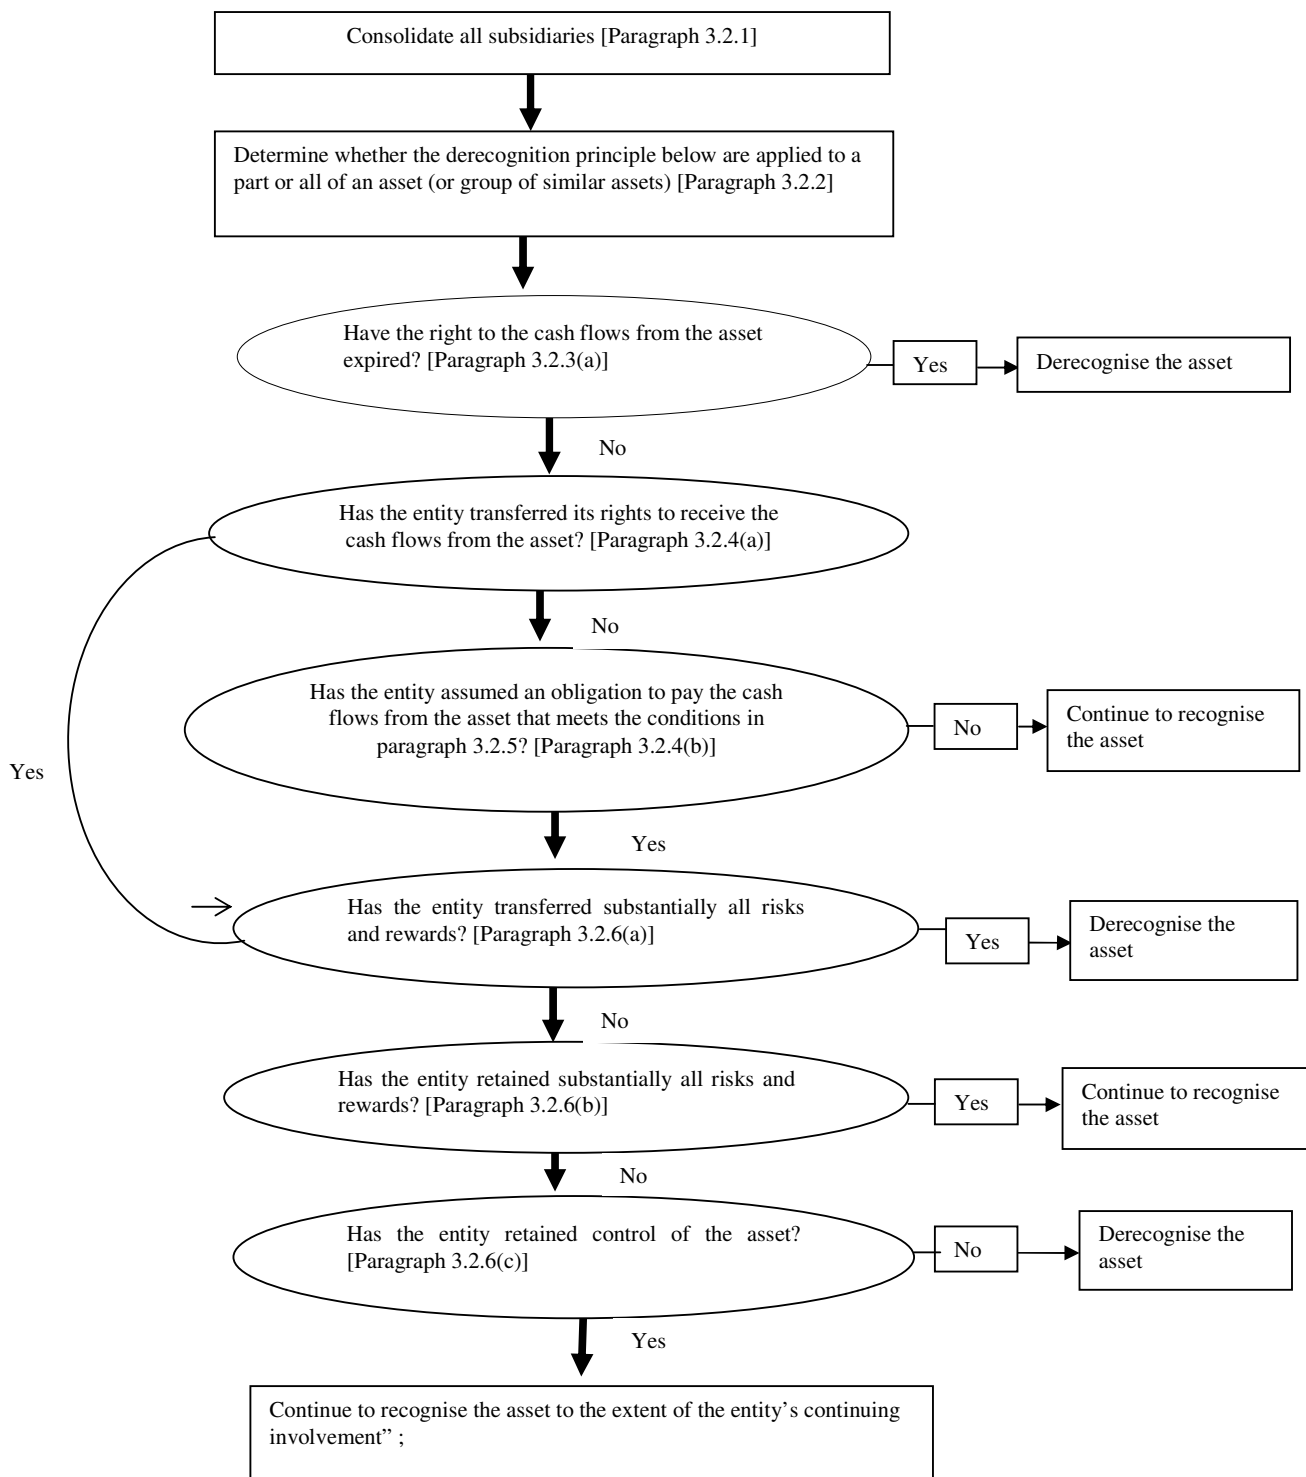 Consolidate all subsidiaries [Paragraph 3.2.1]
Determine whether the derecognition principle below are applied to a
part or all of an asset (or group of similar assets) [Paragraph 3.2.2]
Have the right to the cash flows from the asset
expired? [Paragraph 3.2.3(a)]
Yes
Derecognise the asset
No
Has the entity transferred its rights to receive the
cash flows from the asset? [Paragraph 3.2.4(a)]
No
Has the entity assumed an obligation to pay the cash
flows from the asset that meets the conditions in
paragraph 3.2.5? [Paragraph 3.2.4(b)]
No
Continue to recognise
the asset
Yes
Yes
Has the entity transferred substantially all risks
and rewards? [Paragraph 3.2.6(a)]
Yes
Derecognise the
asset
No
Has the entity retained substantially all risks and
rewards? [Paragraph 3.2.6(b)]
Yes
Continue to recognise
the asset
No
Has the entity retained control of the asset?
[Paragraph 3.2.6(c)]
No
Derecognise the
asset
Yes
Continue to recognise the asset to the extent of the entity’s continuing
involvement” ;